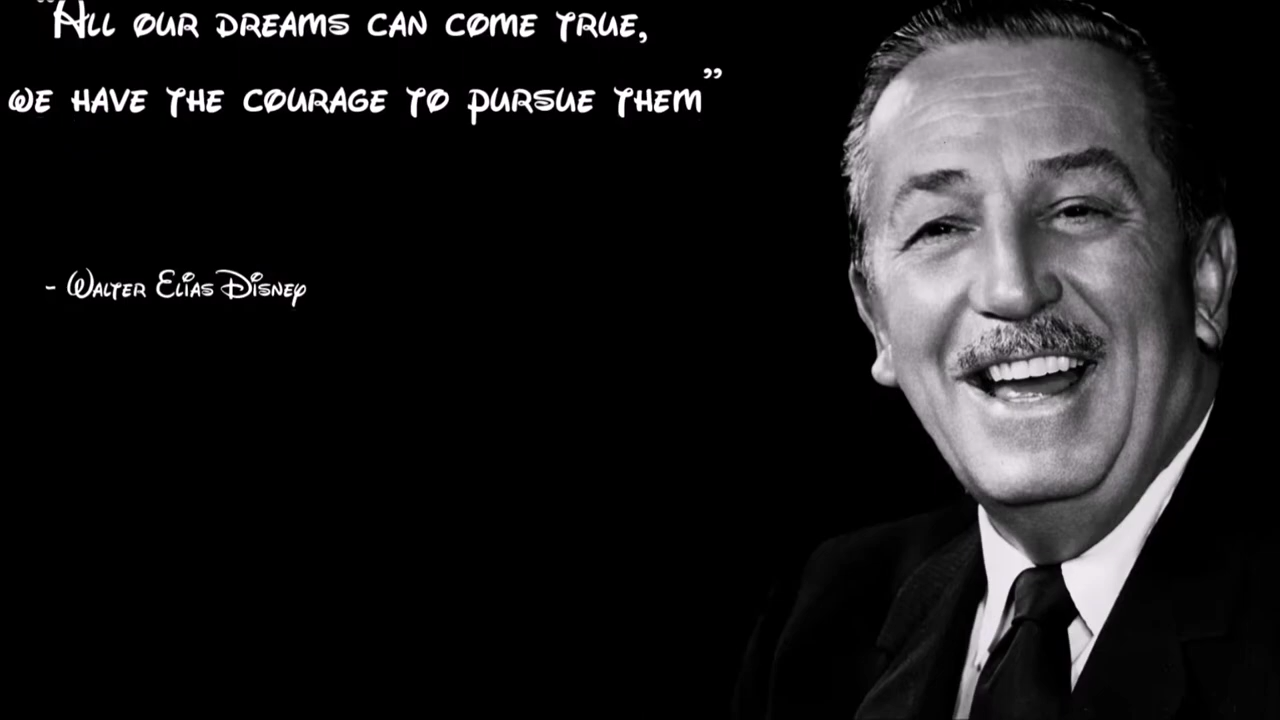 "All our dreams can come true,
we have the courage to pursue them"
- Walter Elias Disney